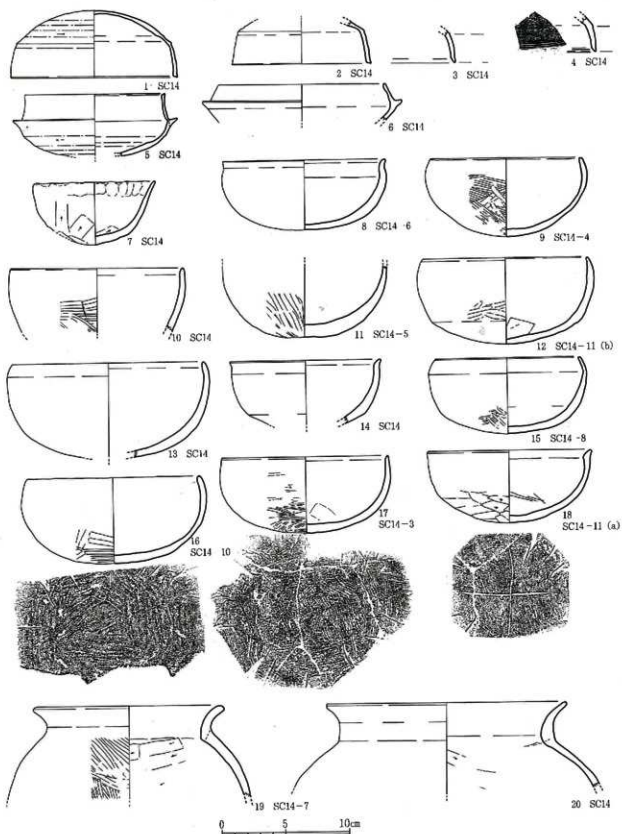 1 SC14
2 SC14
3 SC14
4 SC14
5 SC14
6 SC14
7 SC14
8 SC14-6
9 SC14-4
10 SC14
11 SC14-5
12 SC14-11 (b)
13 SC14
14 SC14
15 SC14-8
16 SC14 10
17 SC14-3
18 SC14-11 (a)
19 SC14-7
20 SC14
0 5 10cm